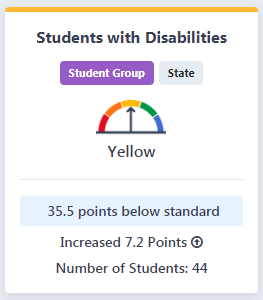 Students with Disabilities
Student Group State
Yellow
35.5 points below standard
Increased 7.2 Points
Number of Students: 44